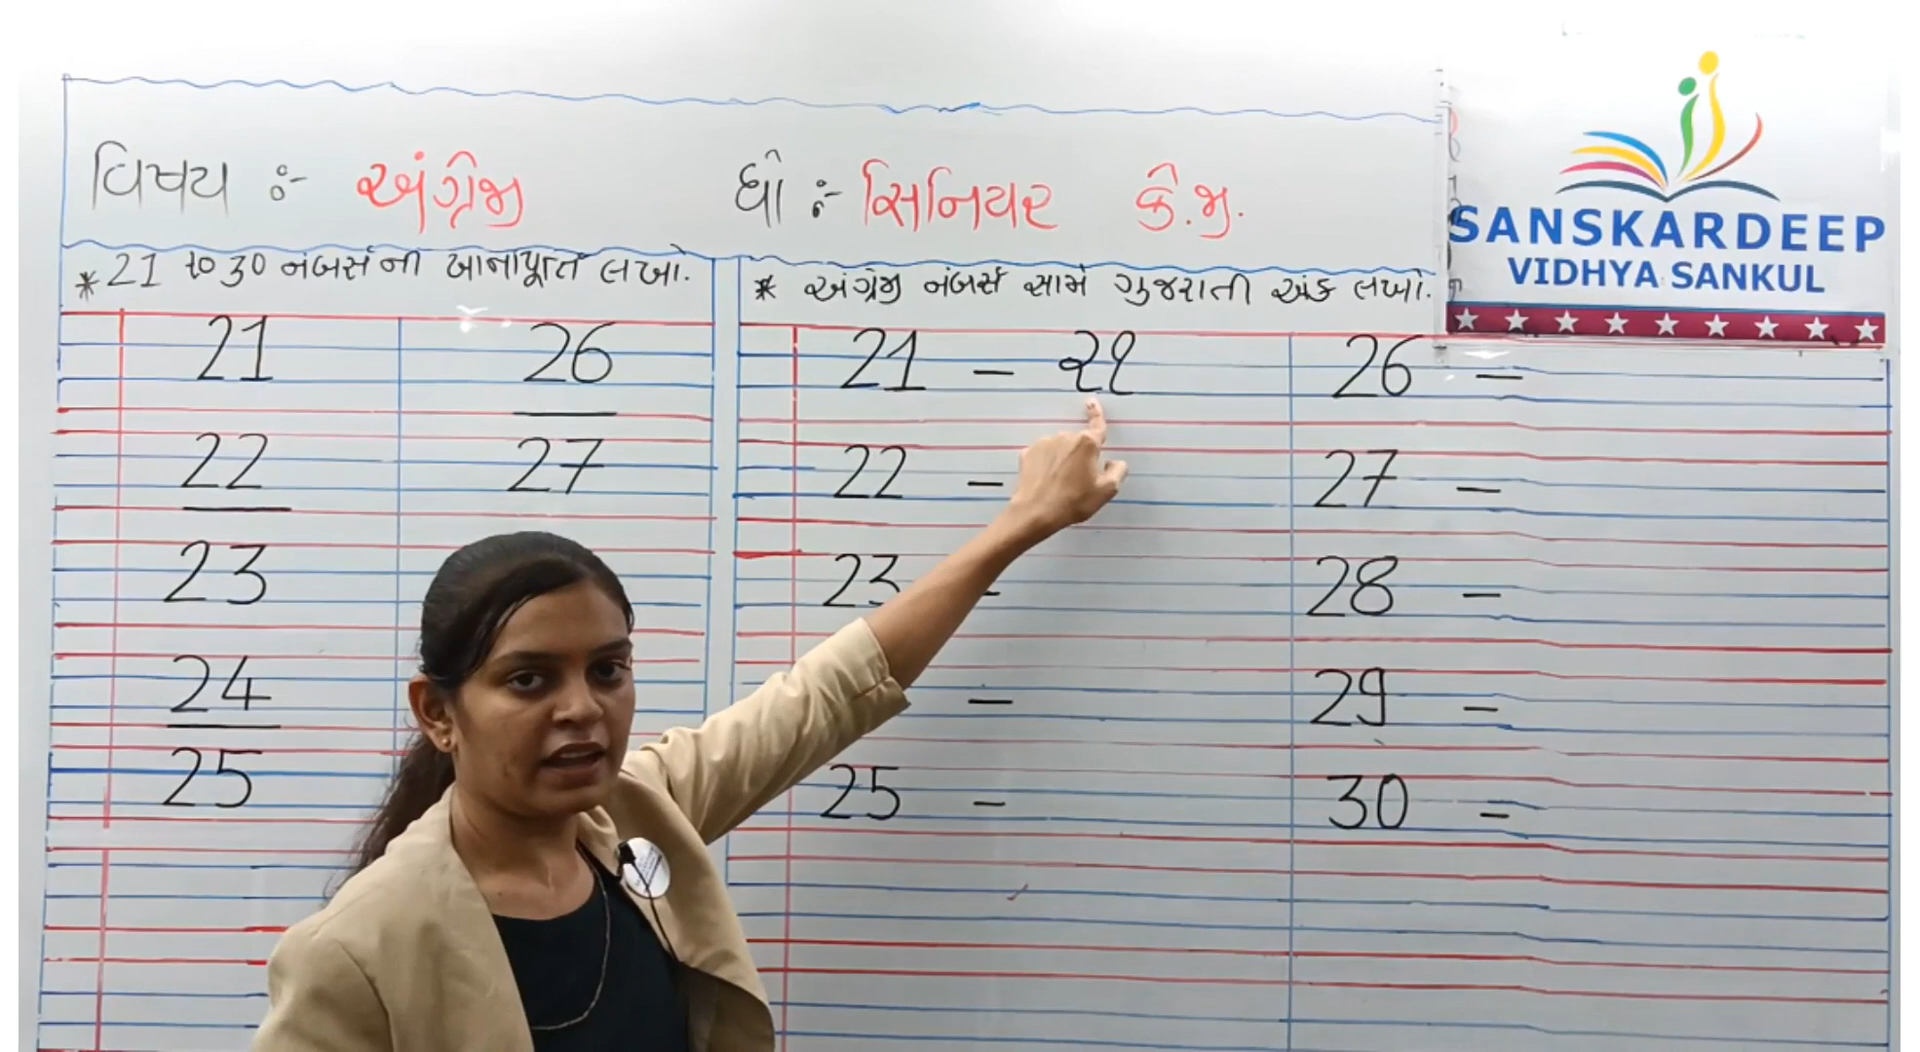 વિષય :- અંગ્રેજી
ધો :- સિનિયર કે.જી.
SANSKARDEEP
VIDHYA SANKUL
* 21 to 30 નંબર્સની ખાનાપૂર્તિ લખો.
21 26
22 27
23
24
25
* અંગ્રેજી નંબર્સ સામે ગુજરાતી અંક લખો.
21 - ૨૧ 26 -
22 - 27 -
23 - 28 -
- 29 -
25 - 30 -